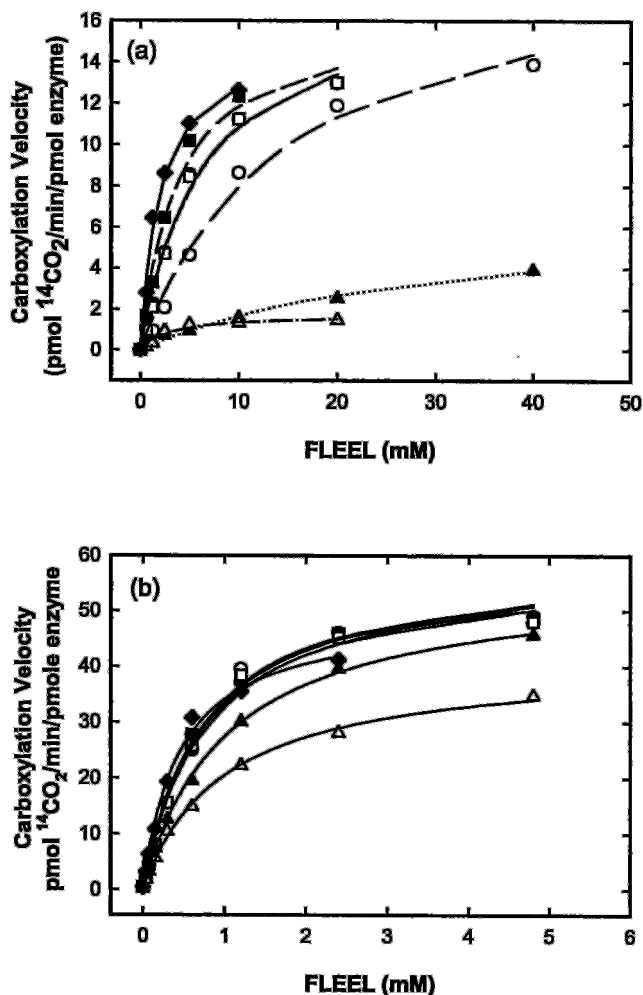 (a)
Carboxylation Velocity
(pmol ¹⁴CO₂/min/pmol enzyme)
16
14
12
10
8
6
4
2
0
0 10 20 30 40 50
FLEEL (mM)
(b)
Carboxylation Velocity
pmol ¹⁴CO₂/min/pmole enzyme
60
50
40
30
20
10
0
0 1 2 3 4 5 6
FLEEL (mM)